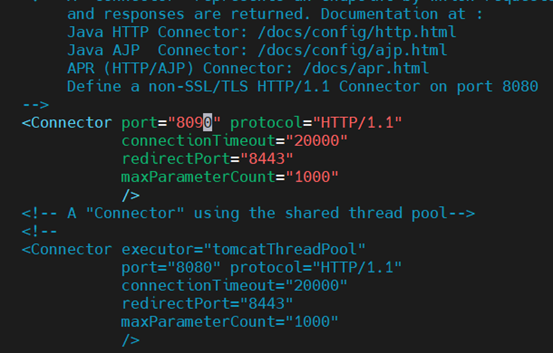 and responses are returned. Documentation at :
Java HTTP Connector: /docs/config/http.html
Java AJP  Connector: /docs/config/ajp.html
APR (HTTP/AJP) Connector: /docs/apr.html
Define a non-SSL/TLS HTTP/1.1 Connector on port 8080
-->
<Connector port="8090" protocol="HTTP/1.1"
connectionTimeout="20000"
redirectPort="8443"
maxParameterCount="1000"
/>
<!-- A "Connector" using the shared thread pool-->
<!--
<Connector executor="tomcatThreadPool"
port="8080" protocol="HTTP/1.1"
connectionTimeout="20000"
redirectPort="8443"
maxParameterCount="1000"
/>